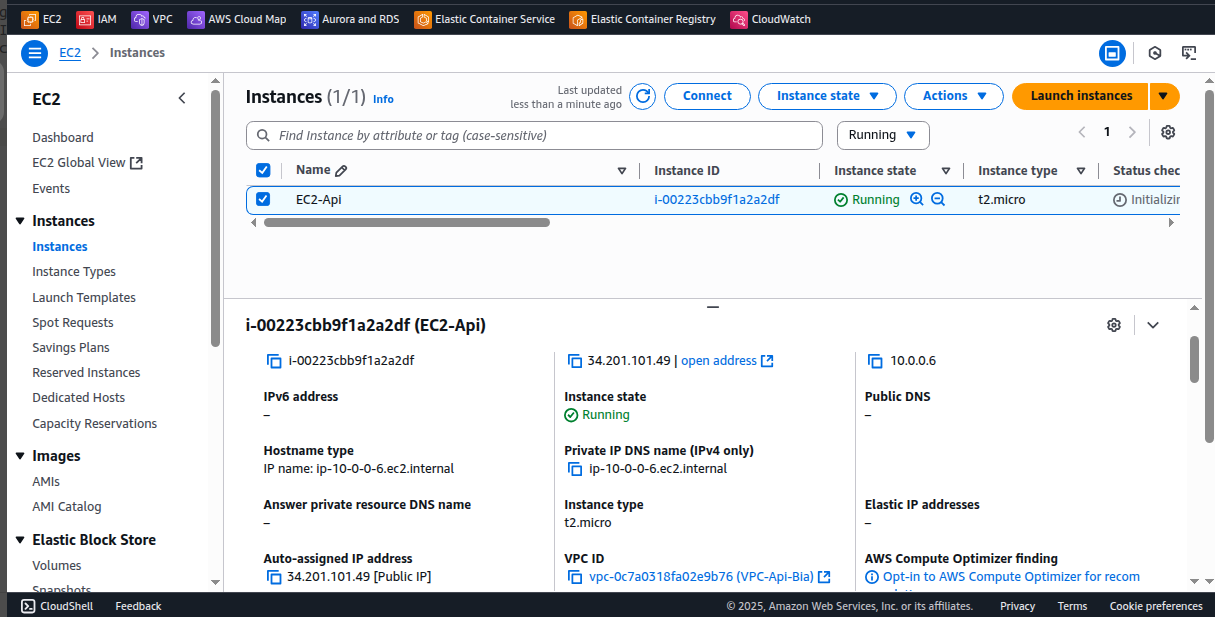 EC2 IAM VPC AWS Cloud Map Aurora and RDS Elastic Container Service Elastic Container Registry CloudWatch
EC2 > Instances
EC2
Dashboard
EC2 Global View
Events
Instances
Instances
Instance Types
Launch Templates
Spot Requests
Savings Plans
Reserved Instances
Dedicated Hosts
Capacity Reservations
Images
AMIs
AMI Catalog
Elastic Block Store
Volumes
Snapshots
Instances (1/1) Info
Last updated
less than a minute ago
Connect
Instance state
Actions
Launch instances
Find Instance by attribute or tag (case-sensitive)
Running
1
Name Instance ID Instance state Instance type Status chec
EC2-Api i-00223cbb9f1a2a2df Running t2.micro Initializin
i-00223cbb9f1a2a2df (EC2-Api)
i-00223cbb9f1a2a2df
34.201.101.49 | open address
10.0.0.6
IPv6 address
–
Instance state
Running
Public DNS
–
Hostname type
IP name: ip-10-0-0-6.ec2.internal
Private IP DNS name (IPv4 only)
ip-10-0-0-6.ec2.internal
Answer private resource DNS name
–
Instance type
t2.micro
Elastic IP addresses
–
Auto-assigned IP address
34.201.101.49 [Public IP]
VPC ID
vpc-0c7a0318fa02e9b76 (VPC-Api-Bia)
AWS Compute Optimizer finding
Opt-in to AWS Compute Optimizer for recom
CloudShell Feedback © 2025, Amazon Web Services, Inc. or its affiliates. Privacy Terms Cookie preferences